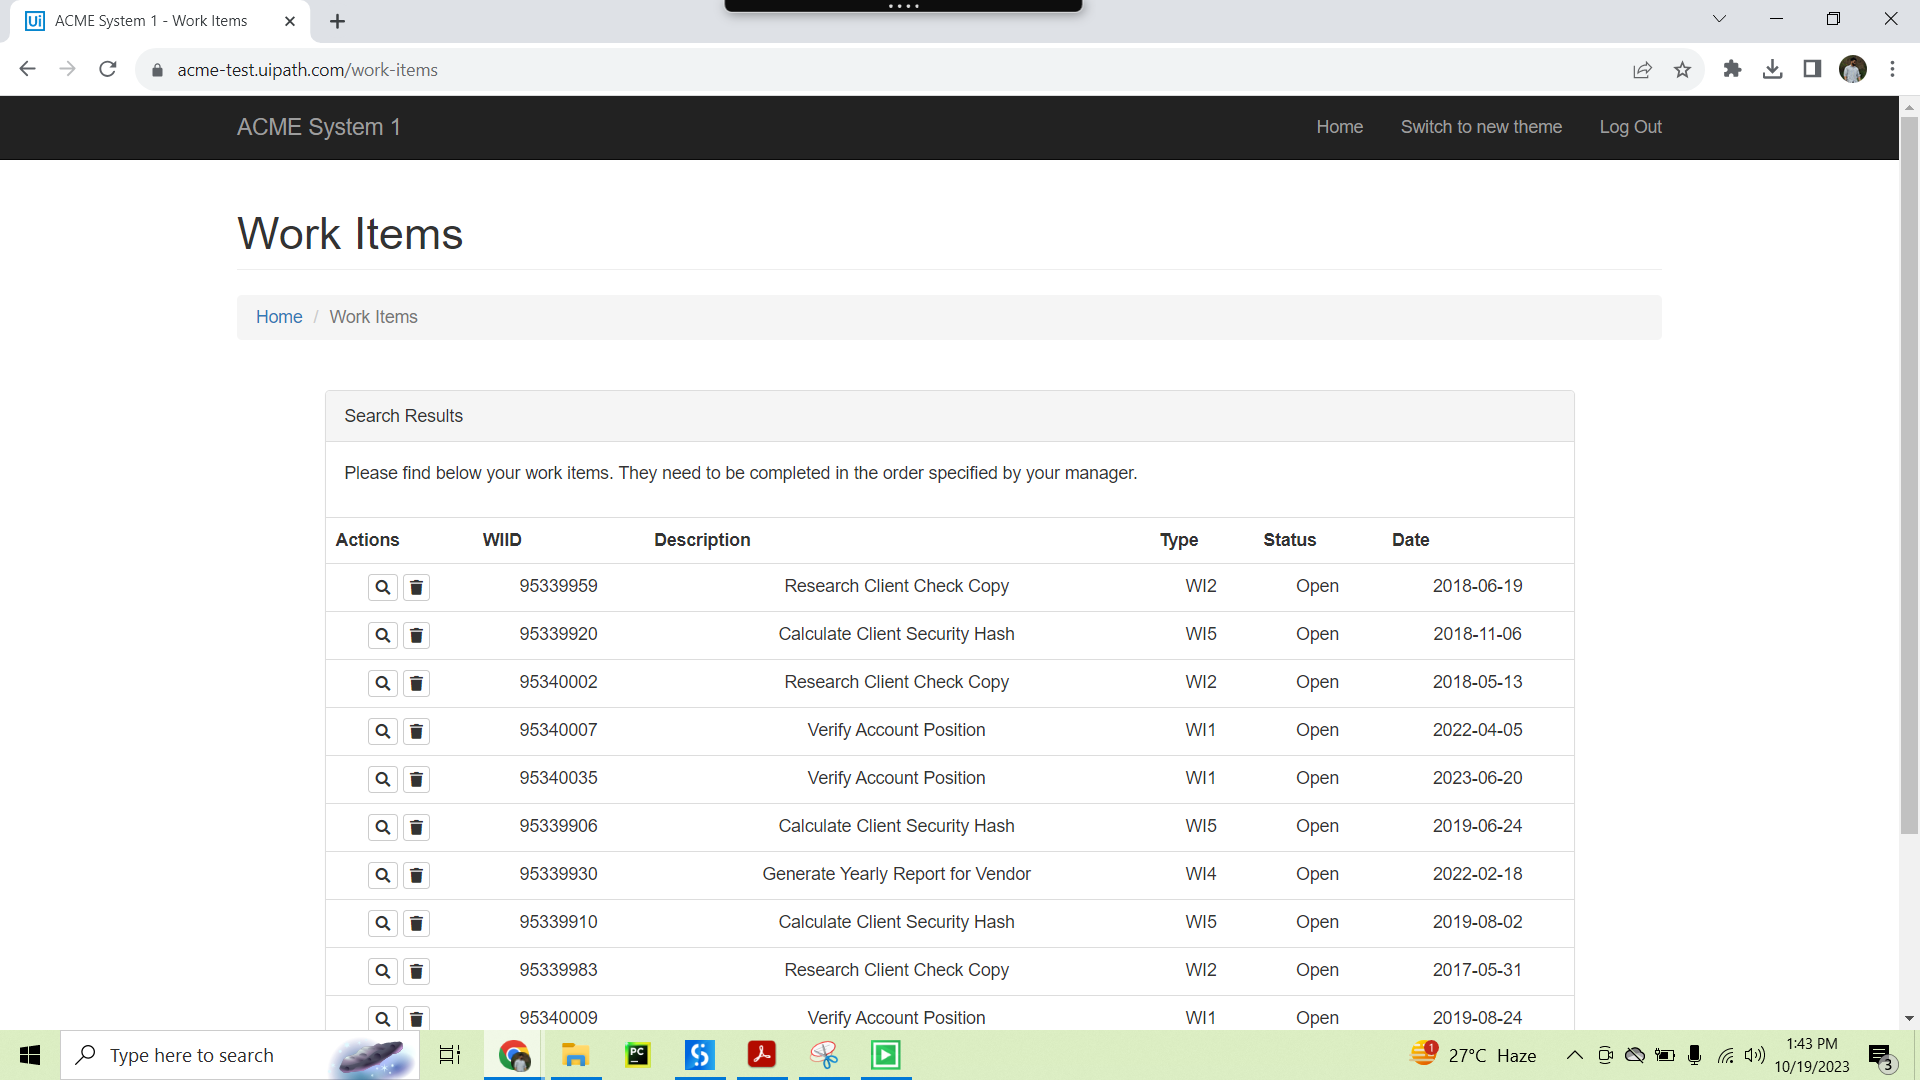 Ui ACME System 1 - Work Items
acme-test.uipath.com/work-items
ACME System 1 Home Switch to new theme Log Out
Work Items
Home / Work Items
Search Results
Please find below your work items. They need to be completed in the order specified by your manager.
Actions WIID Description Type Status Date
95339959 Research Client Check Copy WI2 Open 2018-06-19
95339920 Calculate Client Security Hash WI5 Open 2018-11-06
95340002 Research Client Check Copy WI2 Open 2018-05-13
95340007 Verify Account Position WI1 Open 2022-04-05
95340035 Verify Account Position WI1 Open 2023-06-20
95339906 Calculate Client Security Hash WI5 Open 2019-06-24
95339930 Generate Yearly Report for Vendor WI4 Open 2022-02-18
95339910 Calculate Client Security Hash WI5 Open 2019-08-02
95339983 Research Client Check Copy WI2 Open 2017-05-31
95340009 Verify Account Position WI1 Open 2019-08-24
Type here to search PC 1 27°C Haze 1:43 PM
10/19/2023 3